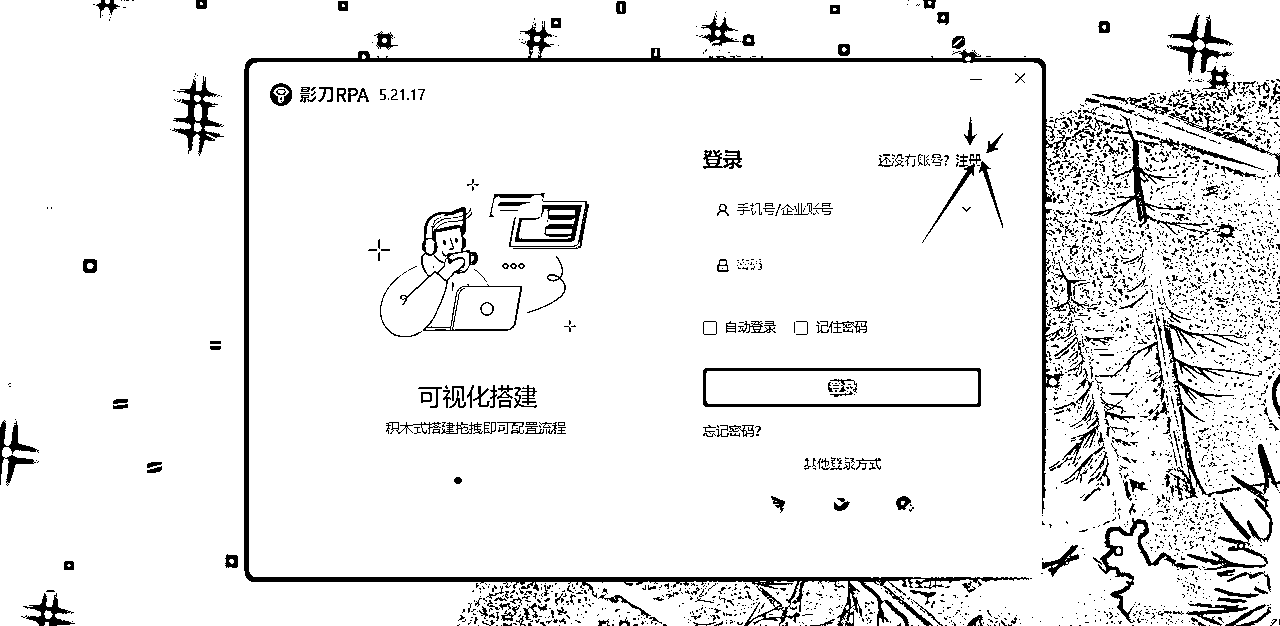 影刀RPA 5.21.17
登录
还没有账号? 注册
手机号/企业账号
密码
自动登录 记住密码
登录
忘记密码?
其他登录方式
可视化搭建
积木式搭建拖拽即可配置流程